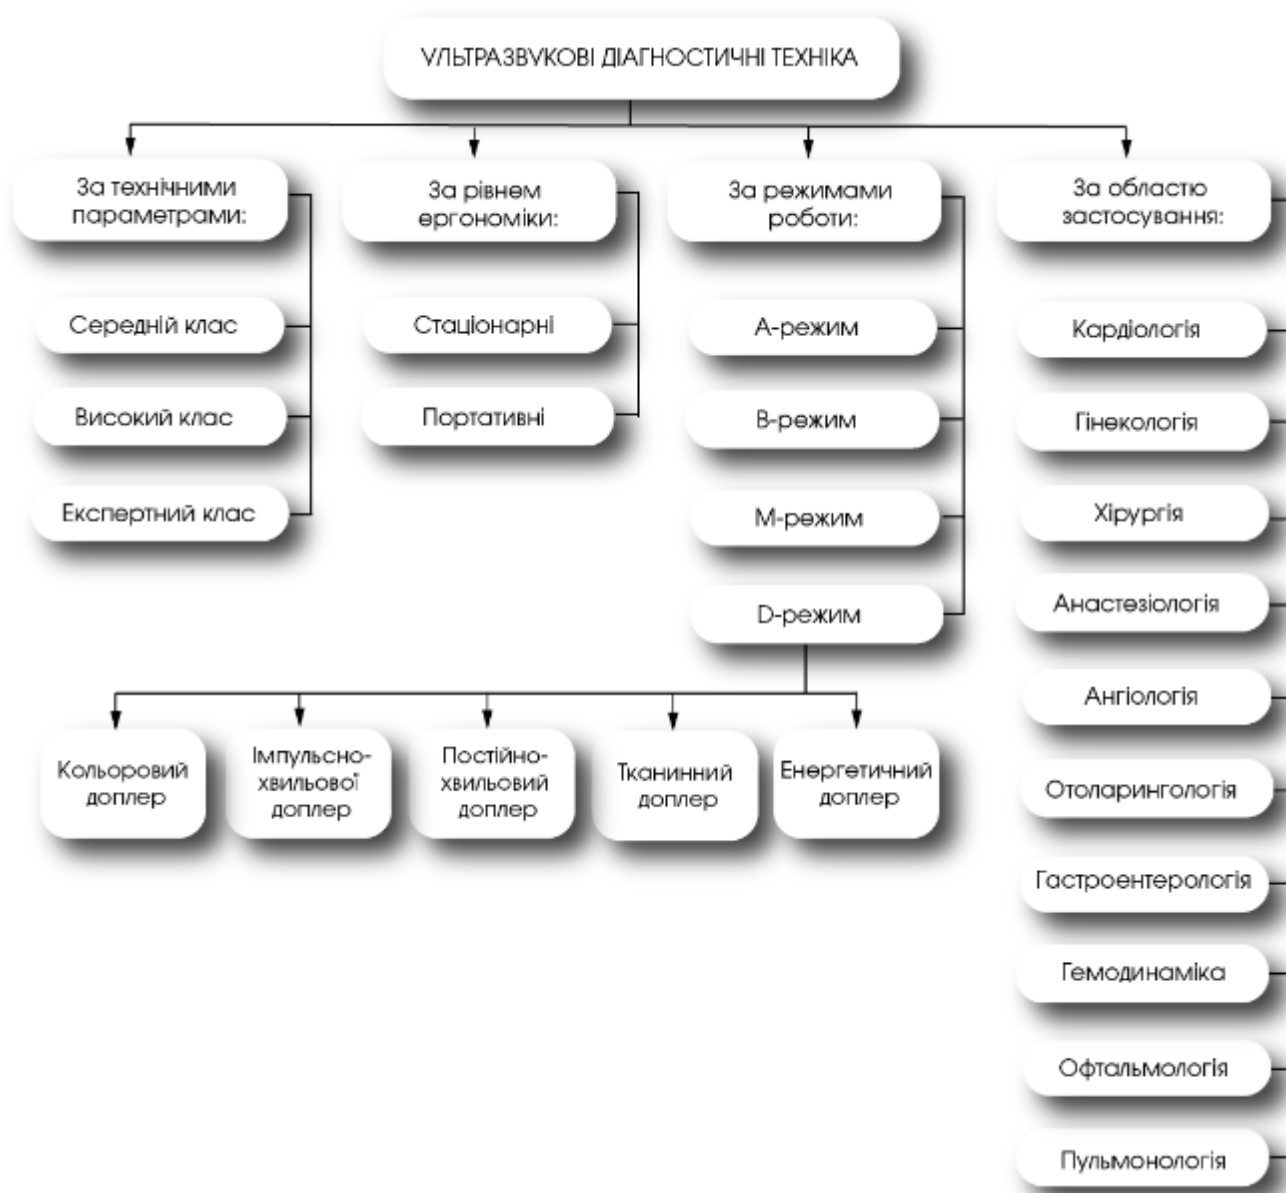 УЛЬТРАЗВУКОВІ ДІАГНОСТИЧНІ ТЕХНІКА
За технічними
параметрами:
Середній клас
Високий клас
Експертний клас
За рівнем
ергономіки:
Стаціонарні
Портативні
За режимами
роботи:
А-режим
В-режим
М-режим
D-режим
Кольоровий
доплер
Імпульсно-
хвильової
доплер
Постійно-
хвильовий
доплер
Тканинний
доплер
Енергетичний
доплер
За областю
застосування:
Кардіологія
Гінекологія
Хірургія
Анастезіологія
Ангіологія
Отоларингологія
Гастроентерологія
Гемодинаміка
Офтальмологія
Пульмонологія